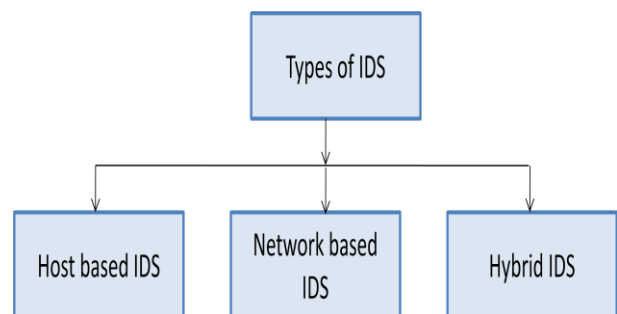 Types of IDS
Host based IDS
Network based
IDS
Hybrid IDS